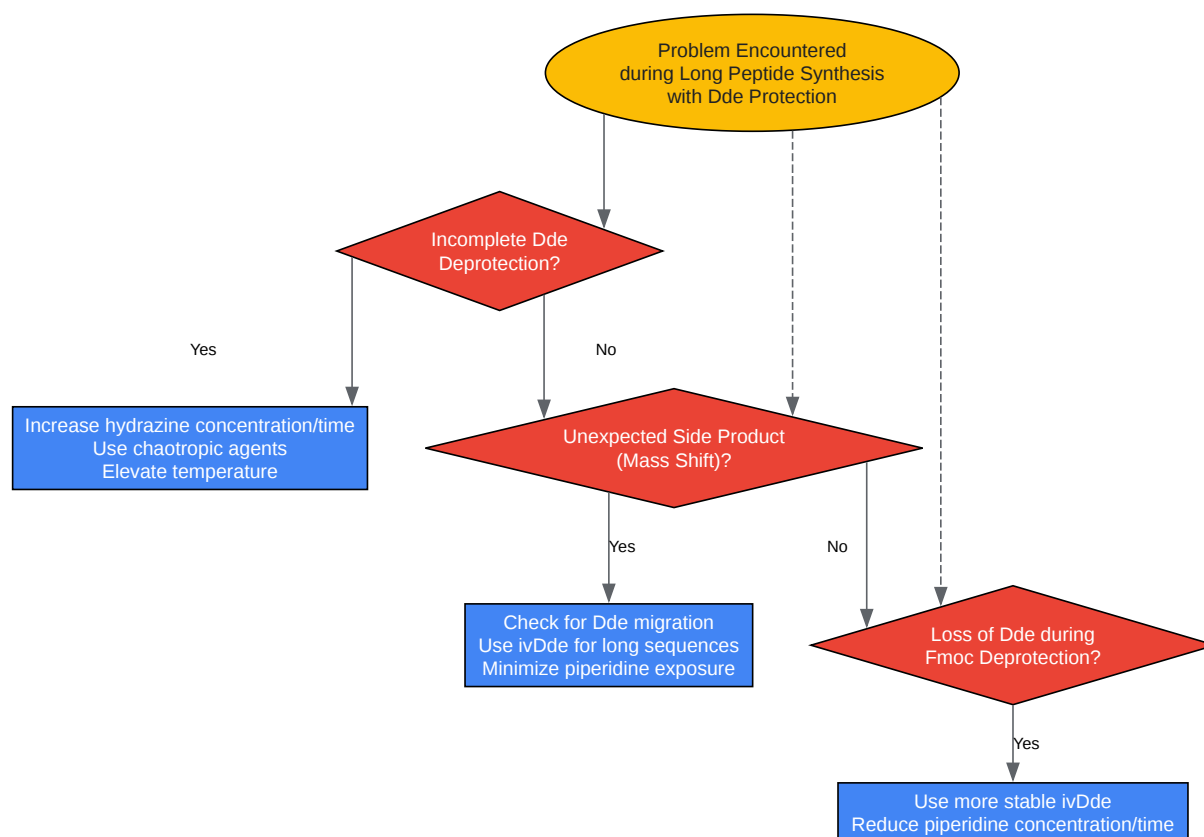 Problem Encountered
during Long Peptide Synthesis
with Dde Protection
Incomplete Dde
Deprotection?
Yes
No
Increase hydrazine concentration/time
Use chaotropic agents
Elevate temperature
Unexpected Side Product
(Mass Shift)?
Yes
No
Check for Dde migration
Use ivDde for long sequences
Minimize piperidine exposure
Loss of Dde during
Fmoc Deprotection?
Yes
Use more stable ivDde
Reduce piperidine concentration/time